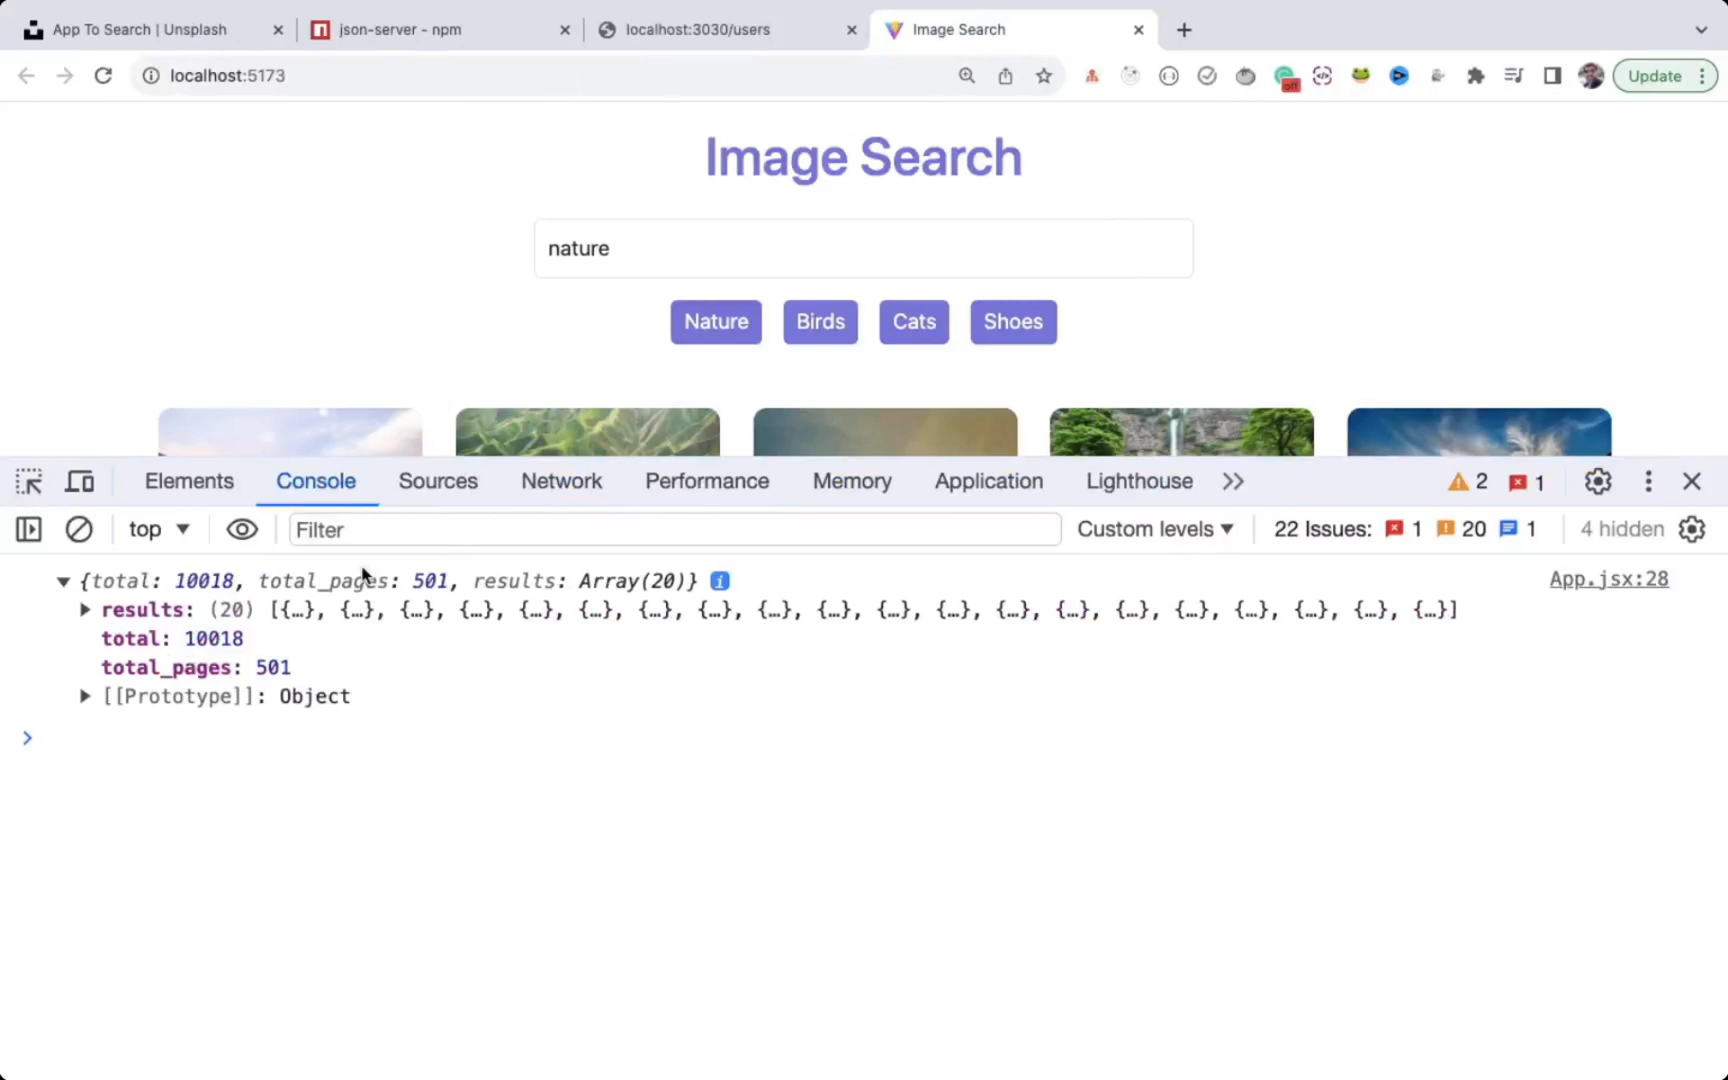 App To Search | Unsplash
json-server - npm
localhost:3030/users
Image Search
localhost:5173
off
Update
Image Search
nature
Nature Birds Cats Shoes
Elements Console Sources Network Performance Memory Application Lighthouse 2 1
top Filter Custom levels 22 Issues: 1 20 1 4 hidden
{total: 10018, total_pages: 501, results: Array(20)} i App.jsx:28
results: (20) [{…}, {…}, {…}, {…}, {…}, {…}, {…}, {…}, {…}, {…}, {…}, {…}, {…}, {…}, {…}, {…}, {…}, {…}, {…}, {…}]
total: 10018
total_pages: 501
[[Prototype]]: Object